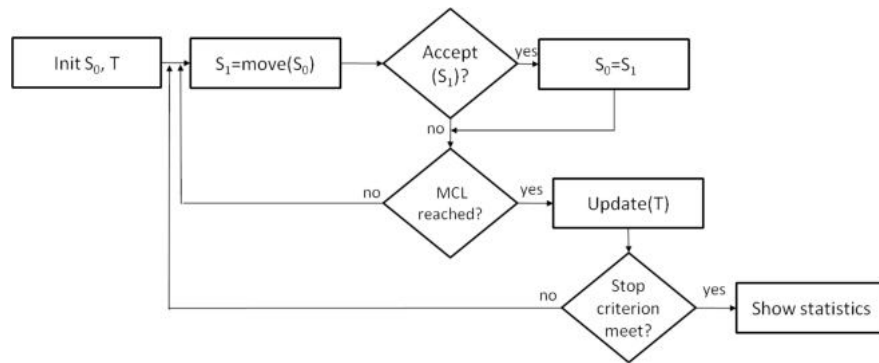 Init S₀, T
S₁=move(S₀)
Accept
(S₁)?
yes
S₀=S₁
no
MCL
reached?
no
yes
Update(T)
Stop
criterion
meet?
no
yes
Show statistics